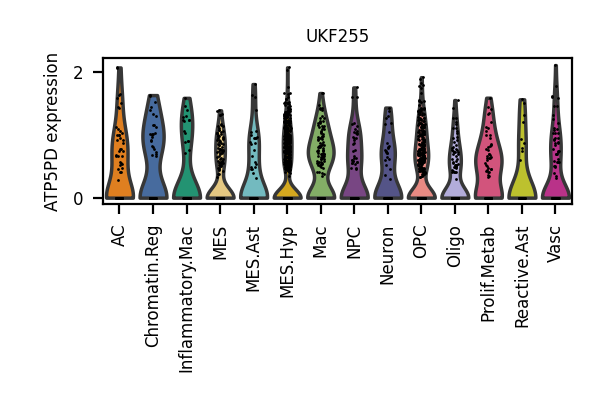 UKF255
ATP5PD expression
2
0
AC
Chromatin.Reg
Inflammatory.Mac
MES
MES.Ast
MES.Hyp
Mac
NPC
Neuron
OPC
Oligo
Prolif.Metab
Reactive.Ast
Vasc